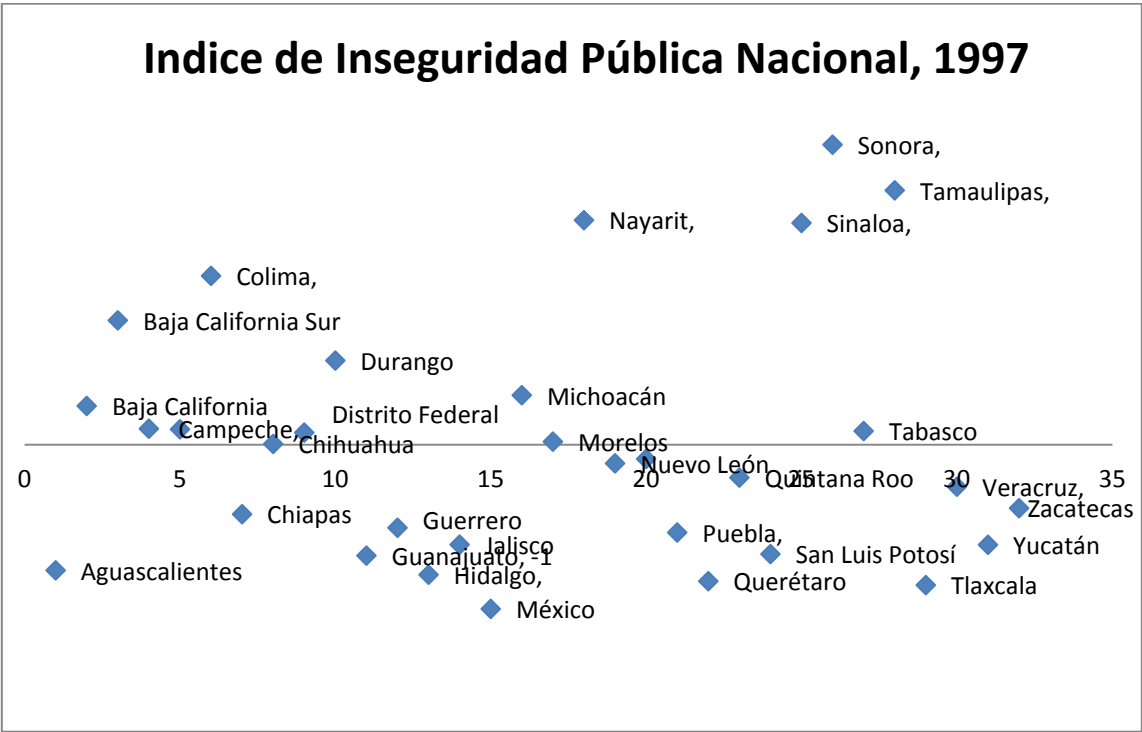 Indice de Inseguridad Pública Nacional, 1997
Sonora,
Tamaulipas,
Nayarit,
Sinaloa,
Colima,
Baja California Sur
Durango
Michoacán
Baja California
Distrito Federal
Campeche,
Tabasco
Chihuahua
Morelos
Nuevo León
0 5 10 15 20 25 30 35
Quintana Roo
Veracruz,
Zacatecas
Chiapas
Guerrero
Puebla,
Jalisco
Yucatán
Guanajuato, -1
San Luis Potosí
Aguascalientes
Hidalgo,
Querétaro
Tlaxcala
México